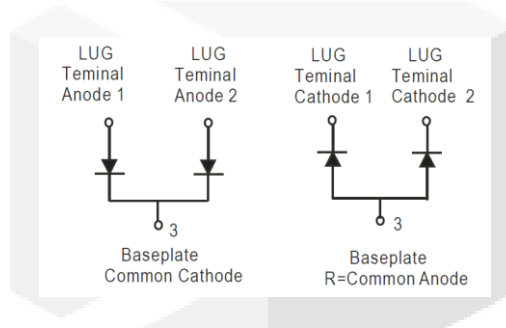 LUG
Teminal
Anode 1
LUG
Teminal
Anode 2
LUG
Teminal
Cathode 1
LUG
Teminal
Cathode 2
3
Baseplate
Common Cathode
3
Baseplate
R=Common Anode